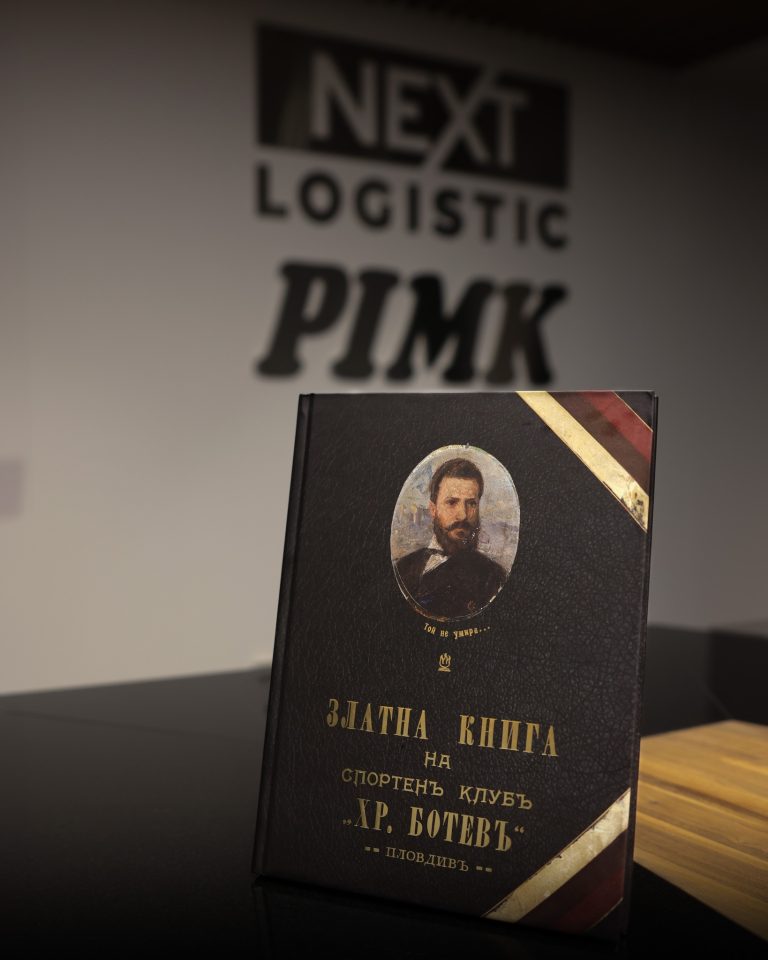 NEXT
LOGISTIC
PIMK
Той не умира...
ЗЛАТНА КНИГА
НА
СПОРТЕНЪ КЛУБЪ
„ХР. БОТЕВЪ“
== ПЛОВДИВЪ ==